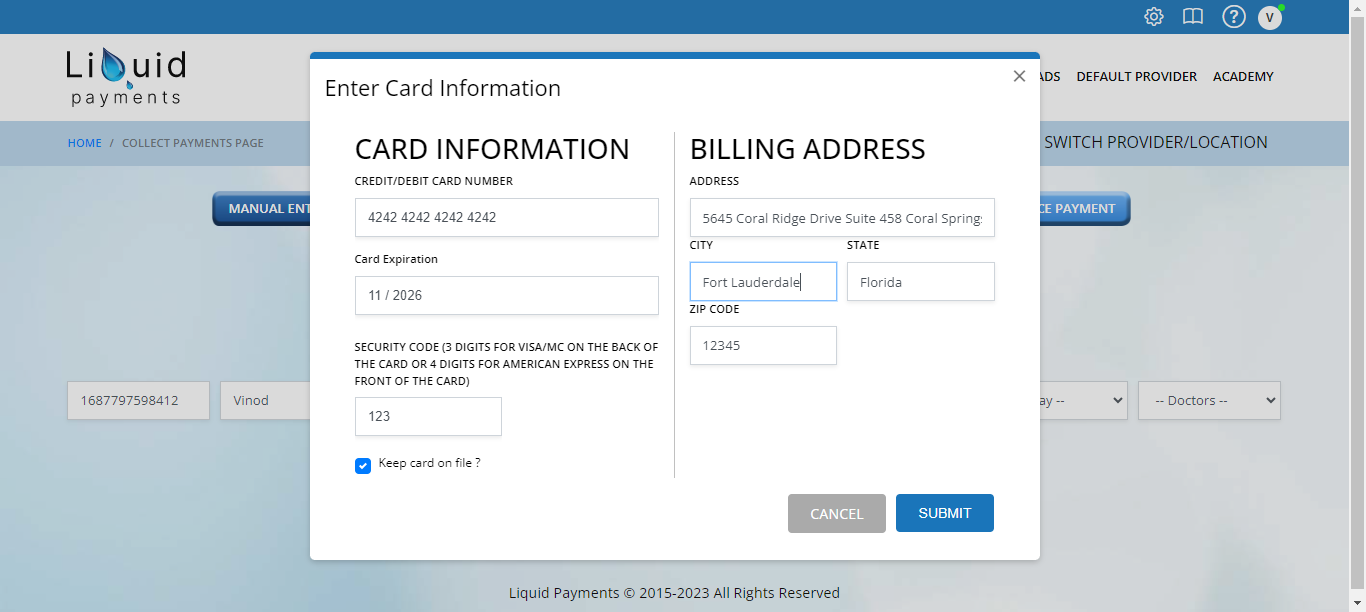 V
Liquid
payments
ADS DEFAULT PROVIDER ACADEMY
HOME / COLLECT PAYMENTS PAGE
SWITCH PROVIDER/LOCATION
MANUAL ENT
CE PAYMENT
Enter Card Information
CARD INFORMATION
CREDIT/DEBIT CARD NUMBER
4242 4242 4242 4242
Card Expiration
11 / 2026
SECURITY CODE (3 DIGITS FOR VISA/MC ON THE BACK OF
THE CARD OR 4 DIGITS FOR AMERICAN EXPRESS ON THE
FRONT OF THE CARD)
123
Keep card on file ?
BILLING ADDRESS
ADDRESS
5645 Coral Ridge Drive Suite 458 Coral Springs
CITY STATE
Fort Lauderdale Florida
ZIP CODE
12345
CANCEL SUBMIT
1687797598412 Vinod ay -- -- Doctors --
Liquid Payments © 2015-2023 All Rights Reserved